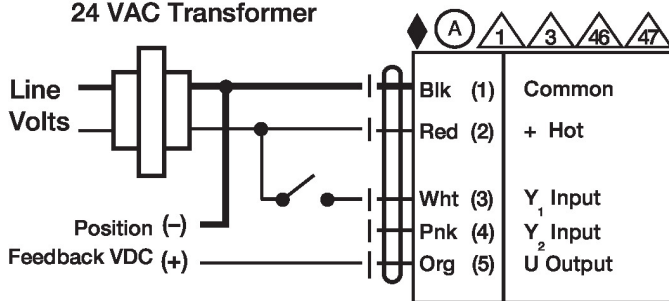 24 VAC Transformer
A 1 3 46 47
Line
Volts
Blk (1) Common
Red (2) + Hot
Wht (3) Y1 Input
Position (–)
Pnk (4) Y2 Input
Feedback VDC (+)
Org (5) U Output